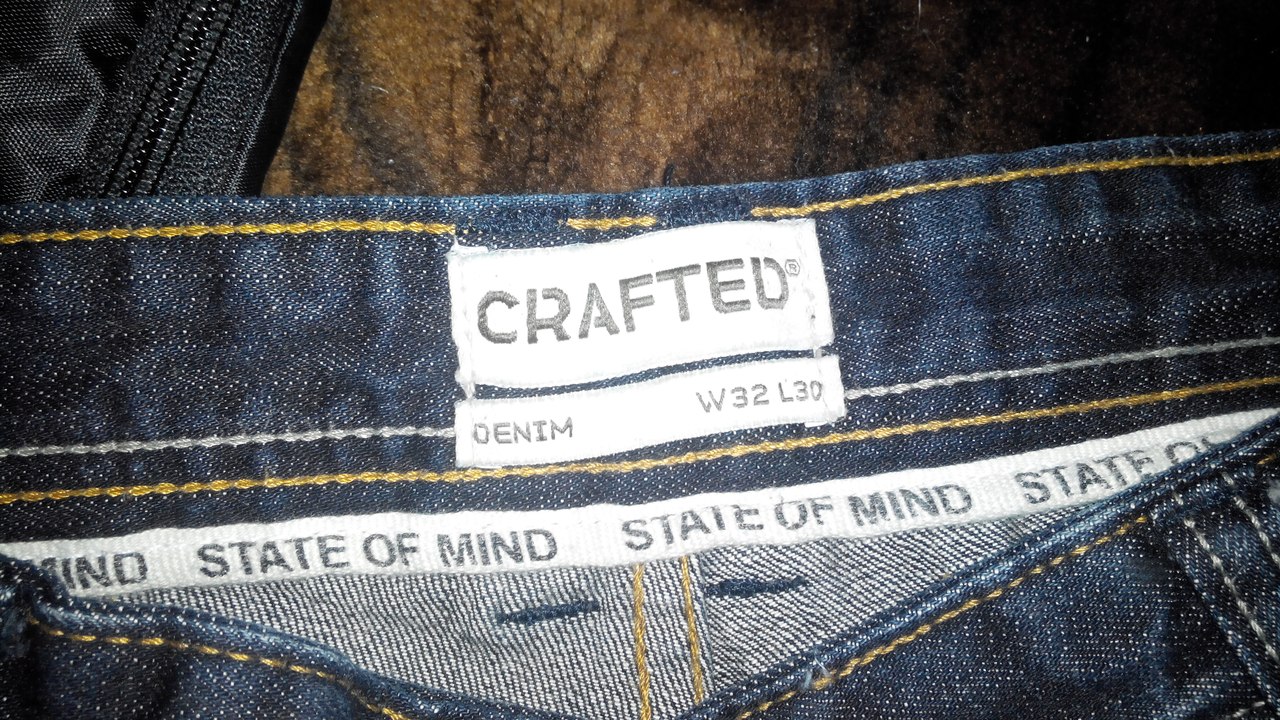 CRAFTED®
DENIM W32 L30
MIND STATE OF MIND STATE OF MIND STATE